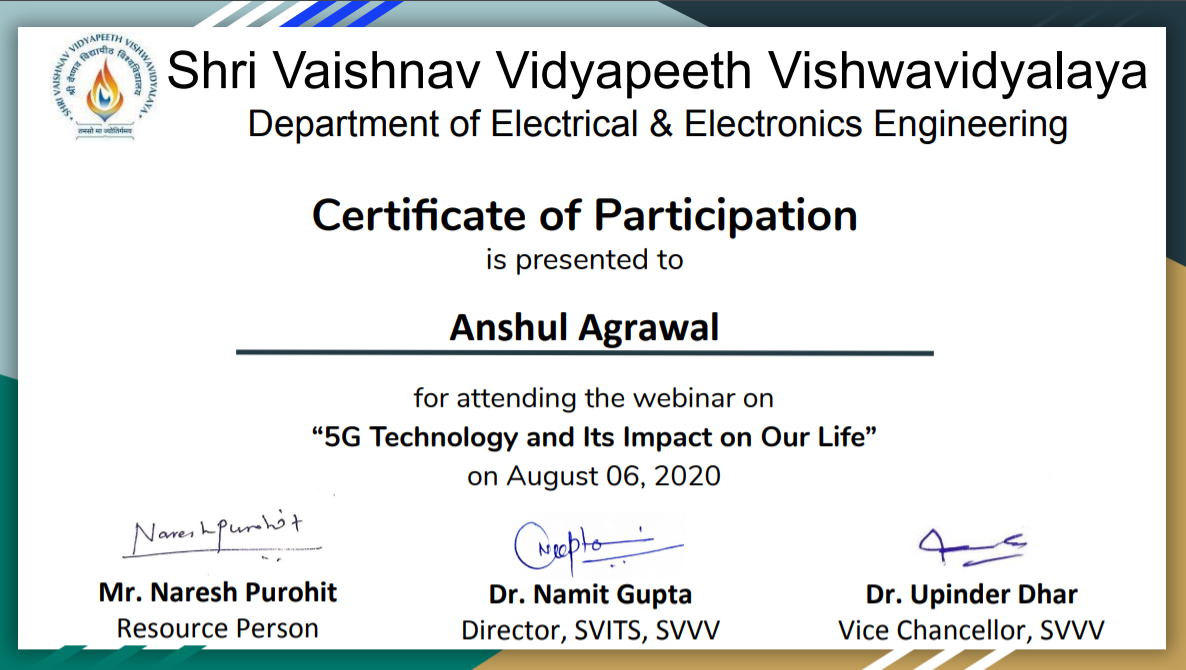 SHRI VAISHNAV VIDYAPEETH VISHWAVIDYALAYA
श्री वैष्णव विद्यापीठ विश्वविद्यालय
तमसो मा ज्योतिर्गमय
Shri Vaishnav Vidyapeeth Vishwavidyalaya
Department of Electrical & Electronics Engineering
Certificate of Participation
is presented to
Anshul Agrawal
for attending the webinar on
“5G Technology and Its Impact on Our Life”
on August 06, 2020
Naresh Purohit
Mr. Naresh Purohit
Dr. Namit Gupta
Dr. Upinder Dhar
Resource Person
Director, SVITS, SVVV
Vice Chancellor, SVVV